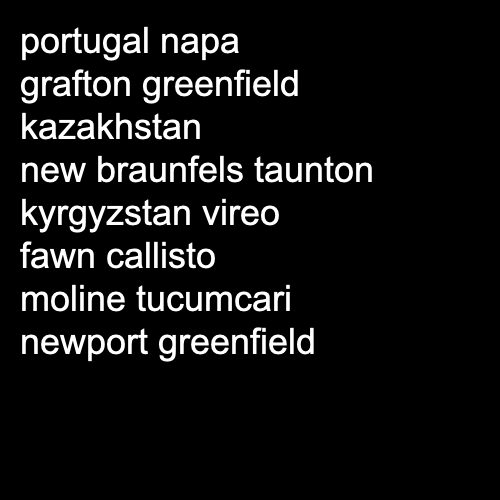 portugal napa
grafton greenfield
kazakhstan
new braunfels taunton
kyrgyzstan vireo
fawn callisto
moline tucumcari
newport greenfield